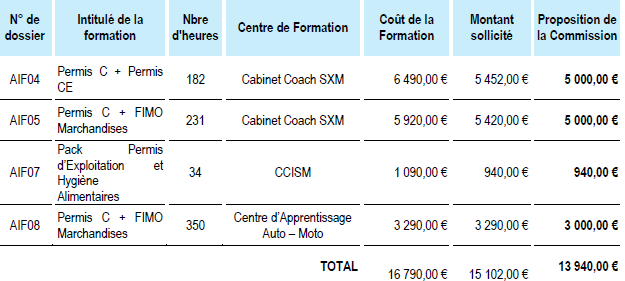 N° de dossier | Intitulé de la formation | Nbre d'heures | Centre de Formation | Coût de la Formation | Montant sollicité | Proposition de la Commission
AIF04 | Permis C + Permis CE | 182 | Cabinet Coach SXM | 6 490,00 € | 5 452,00 € | 5 000,00 €
AIF05 | Permis C + FIMO Marchandises | 231 | Cabinet Coach SXM | 5 920,00 € | 5 420,00 € | 5 000,00 €
AIF07 | Pack Permis d'Exploitation et Hygiène Alimentaires | 34 | CCISM | 1 090,00 € | 940,00 € | 940,00 €
AIF08 | Permis C + FIMO Marchandises | 350 | Centre d'Apprentissage Auto – Moto | 3 290,00 € | 3 290,00 € | 3 000,00 €
TOTAL | 16 790,00 € | 15 102,00 € | 13 940,00 €